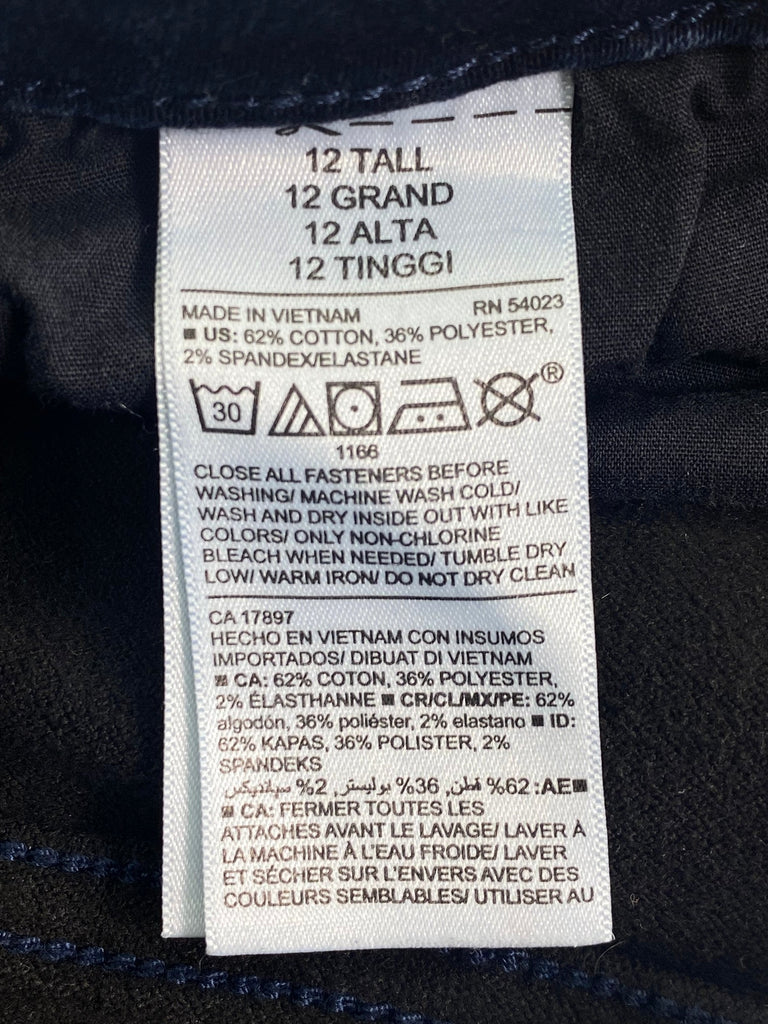 12 TALL
12 GRAND
12 ALTA
12 TINGGI
MADE IN VIETNAM RN 54023
■ US: 62% COTTON, 36% POLYESTER,
2% SPANDEX/ELASTANE
30 ®
1166
CLOSE ALL FASTENERS BEFORE
WASHING/ MACHINE WASH COLD/
WASH AND DRY INSIDE OUT WITH LIKE
COLORS/ ONLY NON-CHLORINE
BLEACH WHEN NEEDED/ TUMBLE DRY
LOW/ WARM IRON/ DO NOT DRY CLEAN
CA 17897
HECHO EN VIETNAM CON INSUMOS
IMPORTADOS/ DIBUAT DI VIETNAM
■ CA: 62% COTON, 36% POLYESTER,
2% ÉLASTHANNE ■ CR/CL/MX/PE: 62%
algodón, 36% poliéster, 2% elastano ■ ID:
62% KAPAS, 36% POLISTER, 2%
SPANDEKS
■AE: 62% قطن, 36% بوليستر, 2% سباندیکس
■ CA: FERMER TOUTES LES
ATTACHES AVANT LE LAVAGE/ LAVER À
LA MACHINE À L'EAU FROIDE/ LAVER
ET SÉCHER SUR L'ENVERS AVEC DES
COULEURS SEMBLABLES/ UTILISER AU